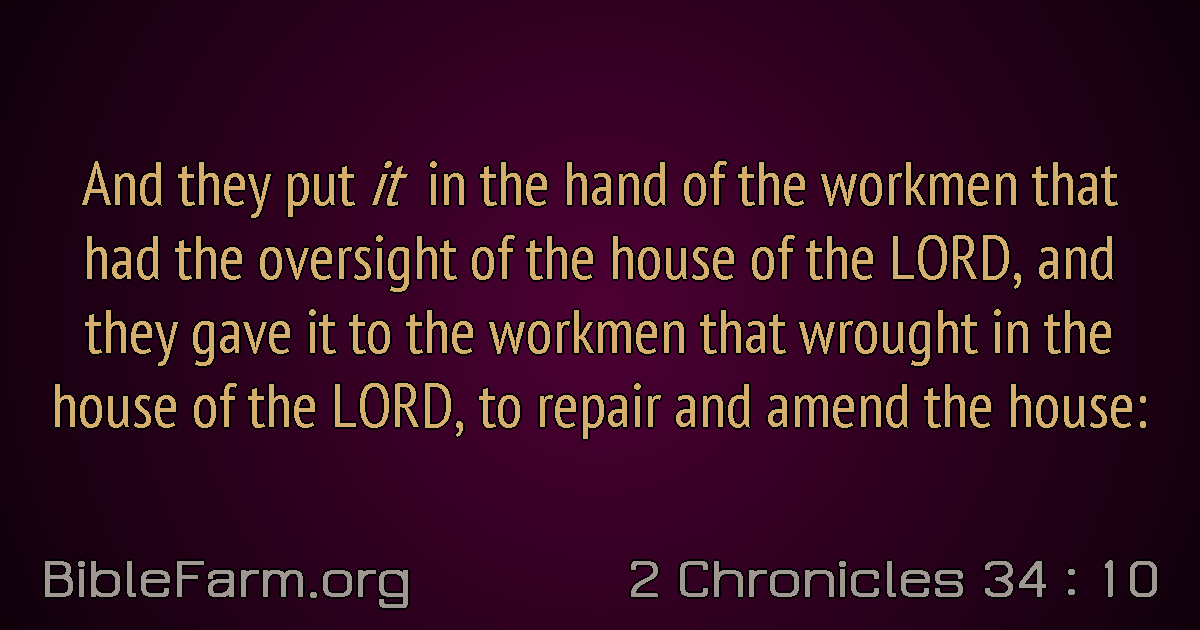 And they put it in the hand of the workmen that
had the oversight of the house of the LORD, and
they gave it to the workmen that wrought in the
house of the LORD, to repair and amend the house:
BibleFarm.org
2 Chronicles 34 : 10